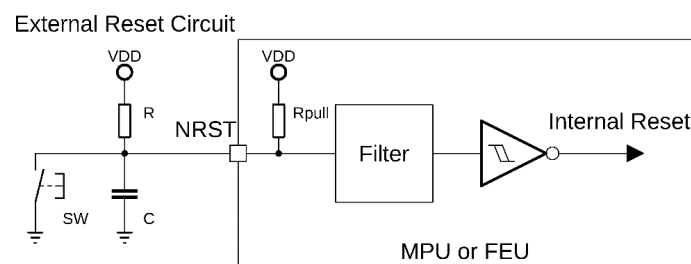 External Reset Circuit
VDD
VDD
R
Rpull
NRST
Internal Reset
Filter
SW
C
MPU or FEU